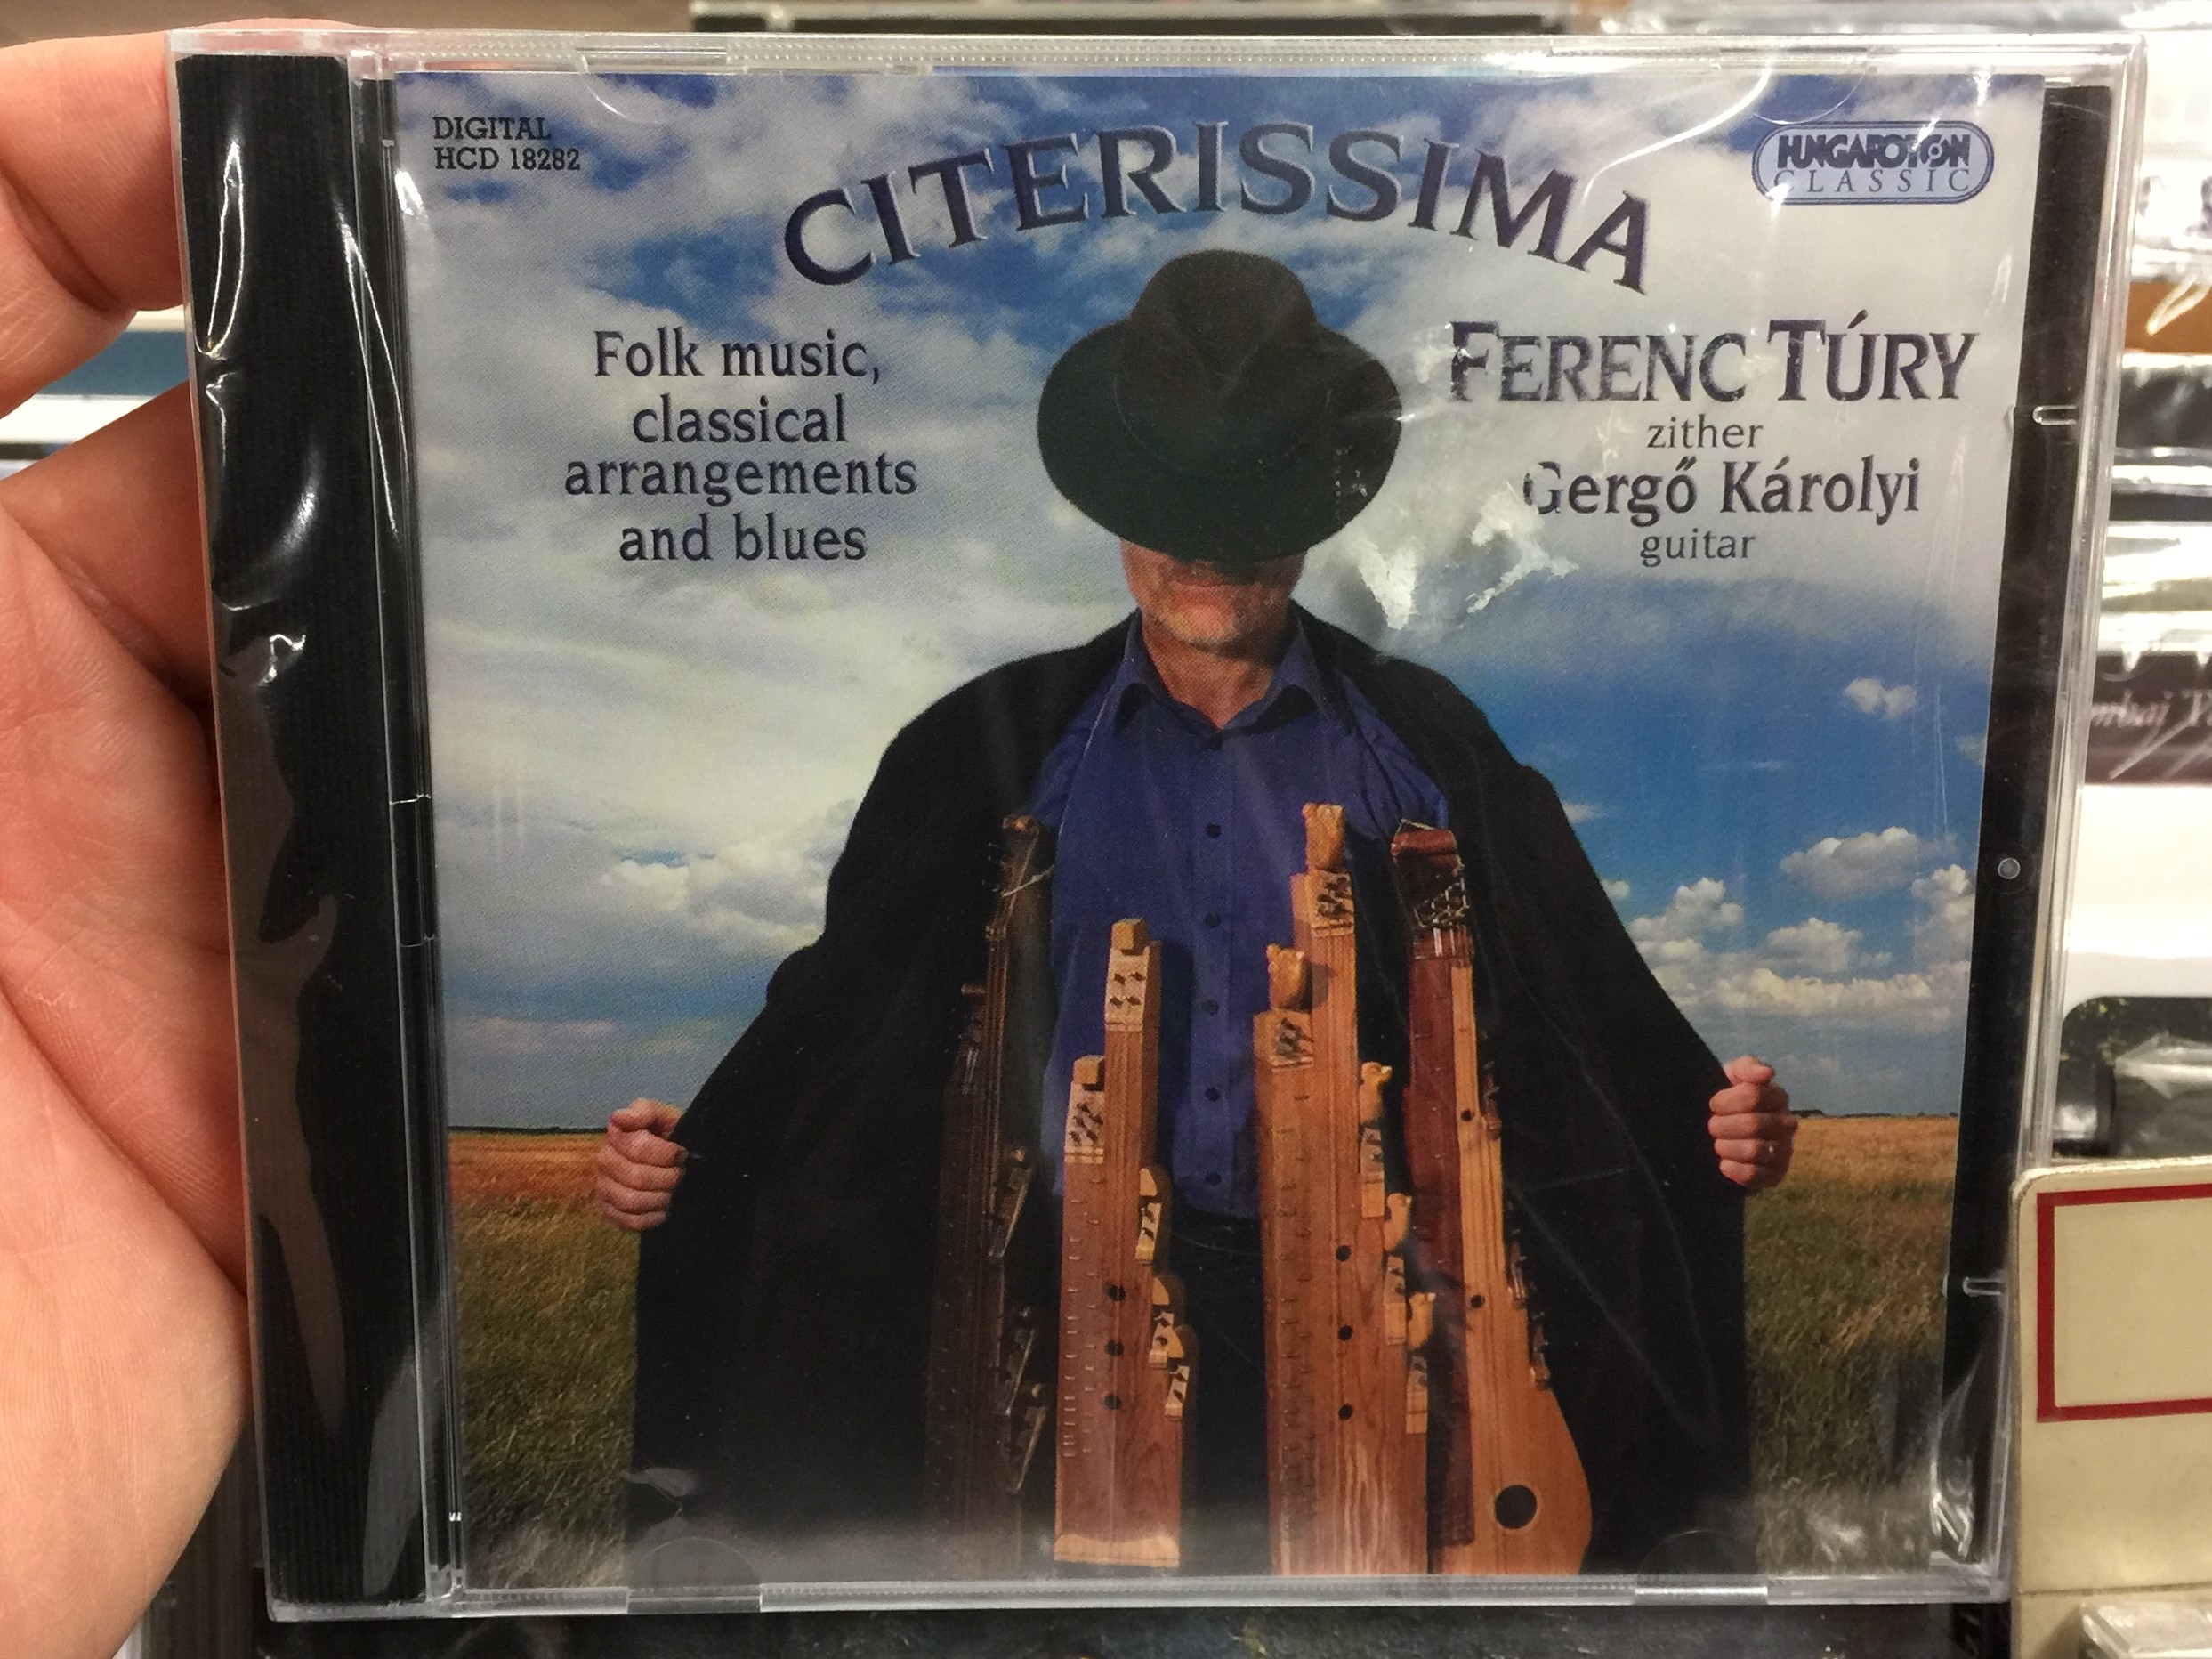 DIGITAL
HCD 18282
CITERISSIMA
HUNGAROTON
CLASSIC
Folk music,
classical
arrangements
and blues
FERENC TÚRY
zither
Gergő Károlyi
guitar